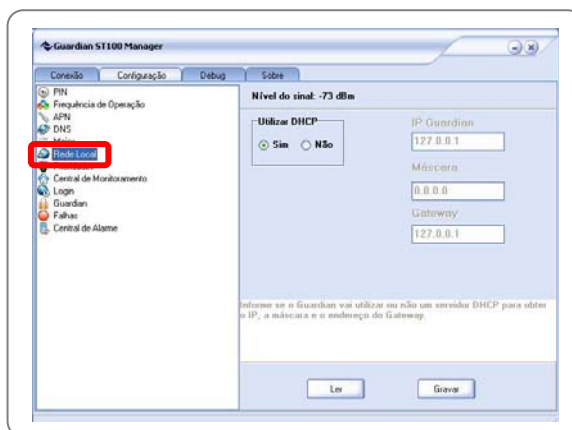 Guardian ST100 Manager
Conexão Configuração Debug Sobre
PIN
Frequência de Operação
APN
DNS
Rede Local
Central de Monitoramento
Login
Guardian
Falhas
Central de Alarme
Nível do sinal: -73 dBm
Utilizar DHCP
Sim Não
IP Guardian
127.0.0.1
Máscara
0.0.0.0
Gateway
127.0.0.1
Informe se o Guardian vai utilizar ou não um servidor DHCP para obter
o IP, a máscara e o endereço do Gateway.
Ler Gravar